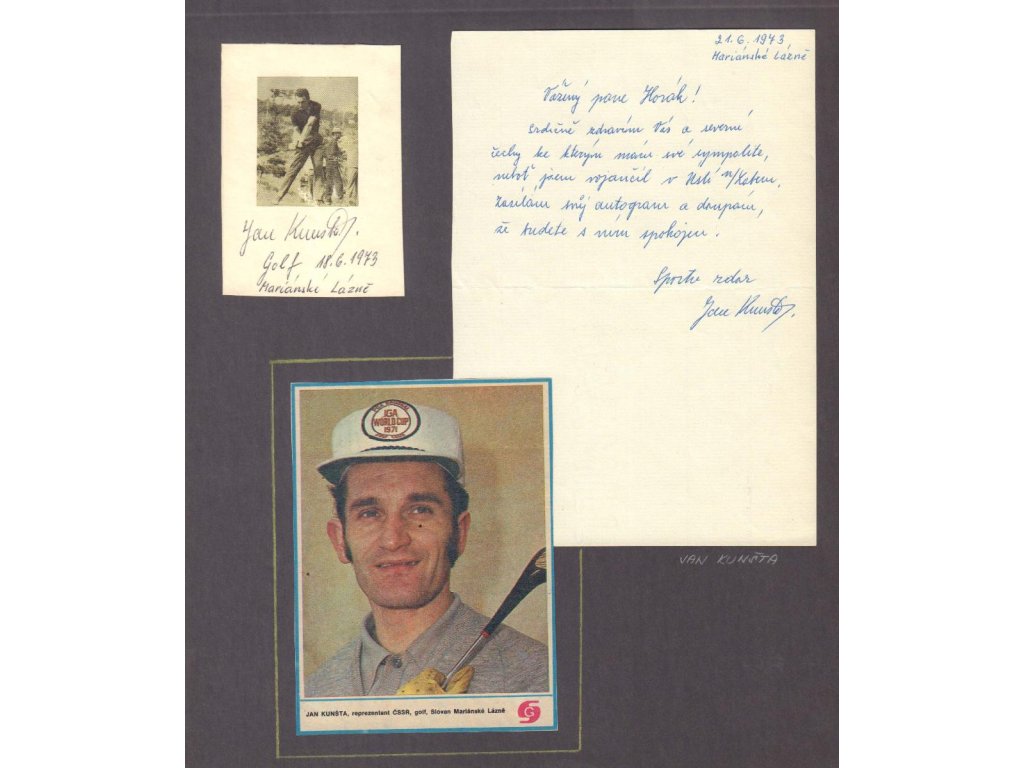 Jan Kunšta
Golf 18.6.1973
Mariánské Lázně
21.6.1973
Mariánské Lázně
Vážený pane Horák!
Srdečně zdravím Vás a severní
čechy ke kterým mám své sympatie,
neboť jsem vojančil v Ústí n/Labem,
Zasílám svůj autogram a doupám,
že budete s ním spokojen.
Sportu zdar
Jan Kunšta.
IGA
WORLD CUP
1971
JAN KUNŠTA, reprezentant ČSSR, golf, Slovan Mariánské Lázně
G
JAN KUNŠTA